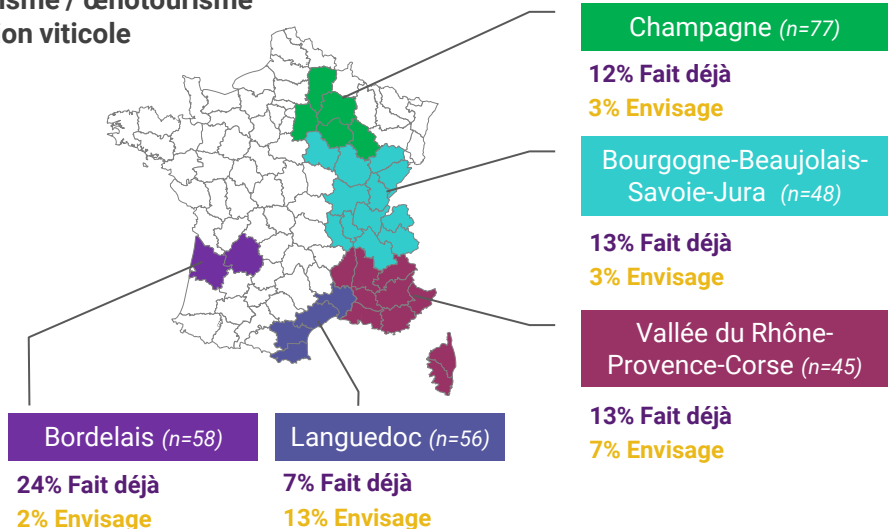 œnotourisme
on viticole
Champagne (n=77)
12% Fait déjà
3% Envisage
Bourgogne-Beaujolais-
Savoie-Jura (n=48)
13% Fait déjà
3% Envisage
Vallée du Rhône-
Provence-Corse (n=45)
13% Fait déjà
7% Envisage
Bordelais (n=58)
24% Fait déjà
2% Envisage
Languedoc (n=56)
7% Fait déjà
13% Envisage